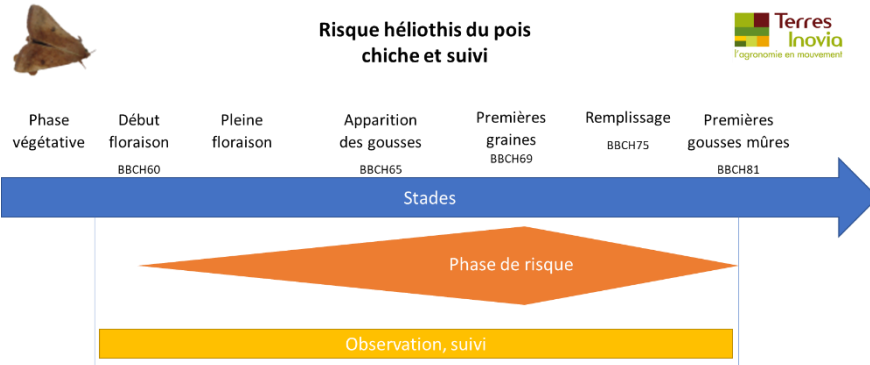 Risque héliothis du pois
chiche et suivi
Terres
Inovia
l'agronomie en mouvement
Phase
végétative
Début
floraison
BBCH60
Pleine
floraison
Apparition
des gousses
BBCH65
Premières
graines
BBCH69
Remplissage
BBCH75
Premières
gousses mûres
BBCH81
Stades
Phase de risque
Observation, suivi